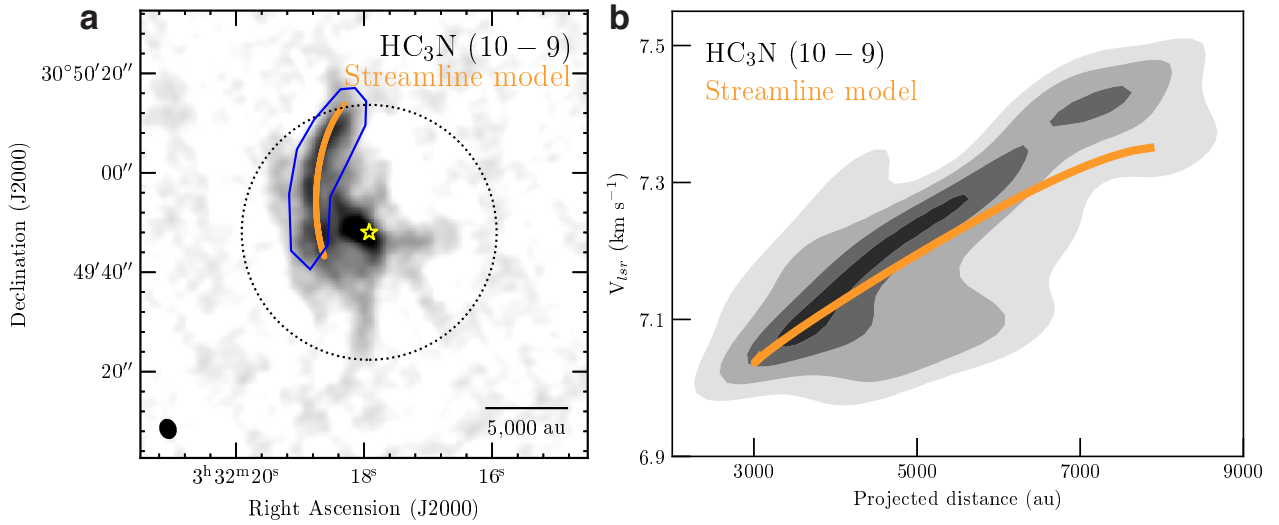 a
HC₃N (10 − 9)
Streamline model
30°50′20″
00″
49′40″
20″
Declination (J2000)
5,000 au
3ʰ32ᵐ20ˢ
18ˢ
16ˢ
Right Ascension (J2000)
b
HC₃N (10 − 9)
Streamline model
7.5
7.3
7.1
6.9
V_lsr (km s⁻¹)
3000
5000
7000
9000
Projected distance (au)